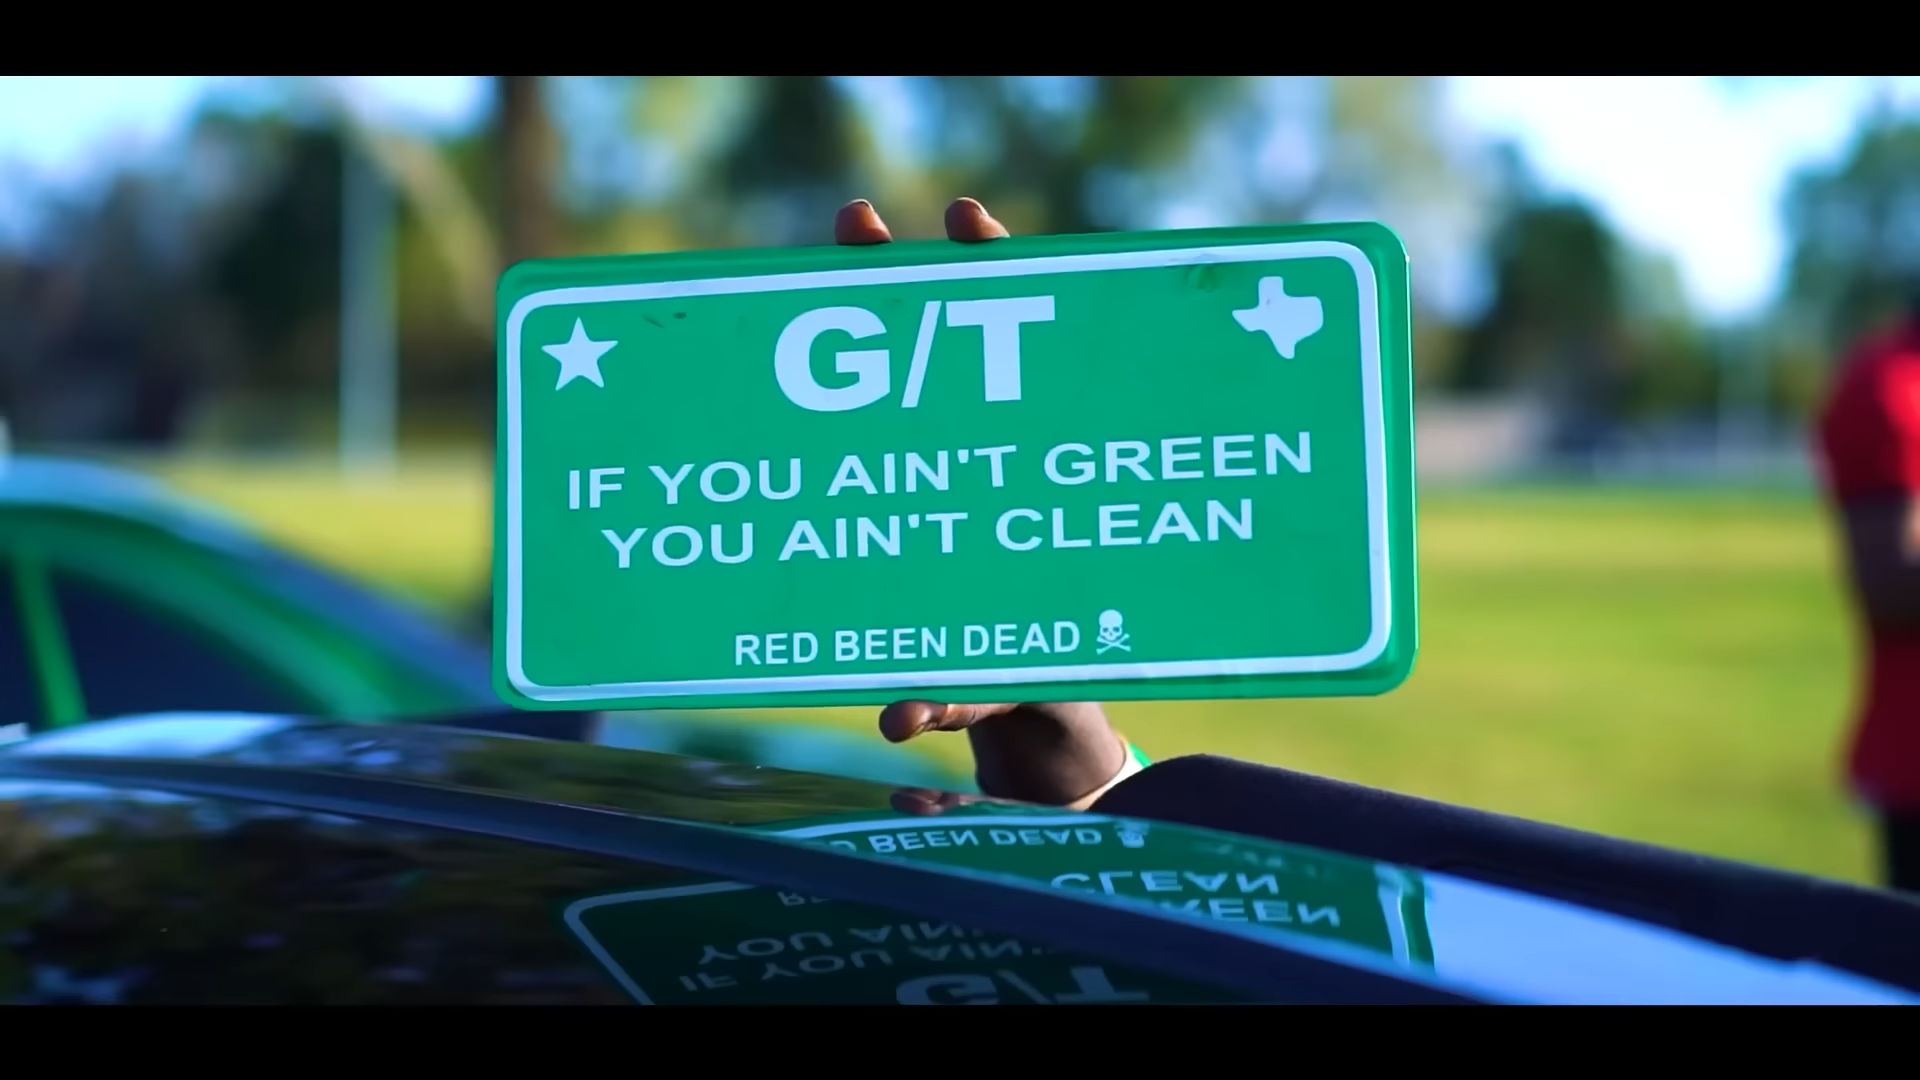 G/T
IF YOU AIN'T GREEN
YOU AIN'T CLEAN
RED BEEN DEAD